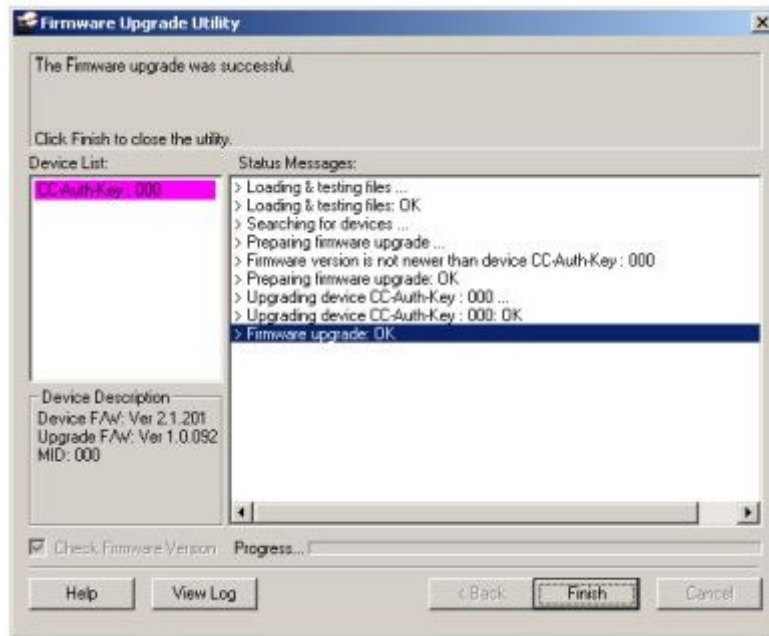 Firmware Upgrade Utility
The Firmware upgrade was successful.
Click Finish to close the utility.
Device List:
CC-Auth-Key : 000
Status Messages:
> Loading & testing files ...
> Loading & testing files: OK
> Searching for devices ...
> Preparing firmware upgrade ...
> Firmware version is not newer than device CC-Auth-Key : 000
> Preparing firmware upgrade: OK
> Upgrading device CC-Auth-Key : 000 ...
> Upgrading device CC-Auth-Key : 000: OK
> Firmware upgrade: OK
Device Description
Device F/W: Ver 2.1.201
Upgrade F/W: Ver 1.0.092
MID: 000
Check Firmware Version
Progress...
Help
View Log
< Back
Finish
Cancel